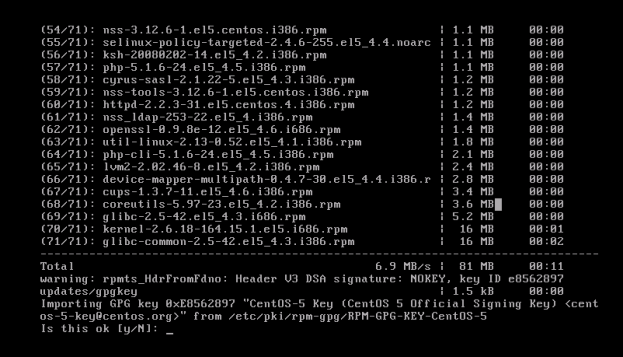 (54/71): nss-3.12.6-1.el5.centos.i386.rpm | 1.1 MB 00:00
(55/71): selinux-policy-targeted-2.4.6-255.el5_4.4.noarc | 1.1 MB 00:00
(56/71): ksh-20080202-14.el5_4.2.i386.rpm | 1.1 MB 00:00
(57/71): php-5.1.6-24.el5_4.5.i386.rpm | 1.1 MB 00:00
(58/71): cyrus-sasl-2.1.22-5.el5_4.3.i386.rpm | 1.2 MB 00:00
(59/71): nss-tools-3.12.6-1.el5.centos.i386.rpm | 1.2 MB 00:00
(60/71): httpd-2.2.3-31.el5.centos.4.i386.rpm | 1.2 MB 00:00
(61/71): nss_ldap-253-22.el5_4.i386.rpm | 1.4 MB 00:00
(62/71): openssl-0.9.8e-12.el5_4.6.i686.rpm | 1.4 MB 00:00
(63/71): util-linux-2.13-0.52.el5_4.1.i386.rpm | 1.8 MB 00:00
(64/71): php-cli-5.1.6-24.el5_4.5.i386.rpm | 2.1 MB 00:00
(65/71): lvm2-2.02.46-8.el5_4.2.i386.rpm | 2.4 MB 00:00
(66/71): device-mapper-multipath-0.4.7-30.el5_4.4.i386.r | 2.8 MB 00:00
(67/71): cups-1.3.7-11.el5_4.6.i386.rpm | 3.4 MB 00:00
(68/71): coreutils-5.97-23.el5_4.2.i386.rpm | 3.6 MB 00:00
(69/71): glibc-2.5-42.el5_4.3.i686.rpm | 5.2 MB 00:00
(70/71): kernel-2.6.18-164.15.1.el5.i686.rpm | 16 MB 00:01
(71/71): glibc-common-2.5-42.el5_4.3.i386.rpm | 16 MB 00:02
--------------------------------------------------------------------------------
Total 6.9 MB/s | 81 MB 00:11
warning: rpmts_HdrFromFdno: Header V3 DSA signature: NOKEY, key ID e8562897
updates/gpgkey | 1.5 kB 00:00
Importing GPG key 0xE8562897 "CentOS-5 Key (CentOS 5 Official Signing Key) <cent
os-5-key@centos.org>" from /etc/pki/rpm-gpg/RPM-GPG-KEY-CentOS-5
Is this ok [y/N]: _